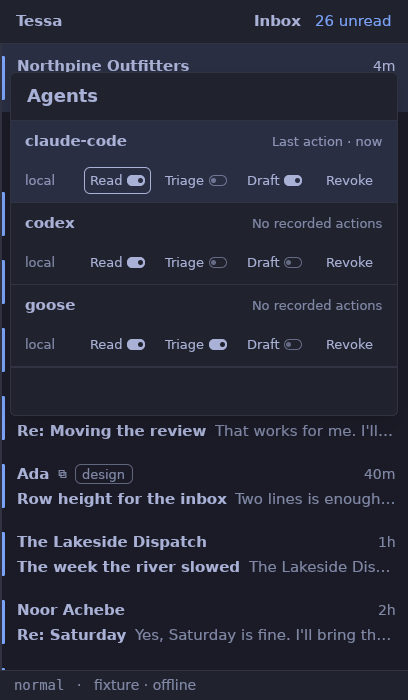 Tessa Inbox 26 unread
Northpine Outfitters 4m
Agents
claude-code Last action · now
local Read Triage Draft Revoke
codex No recorded actions
local Read Triage Draft Revoke
goose No recorded actions
local Read Triage Draft Revoke
Re: Moving the review That works for me. I'll...
Ada design 40m
Row height for the inbox Two lines is enough...
The Lakeside Dispatch 1h
The week the river slowed The Lakeside Dis...
Noor Achebe 2h
Re: Saturday Yes, Saturday is fine. I'll bring th...
normal · fixture · offline